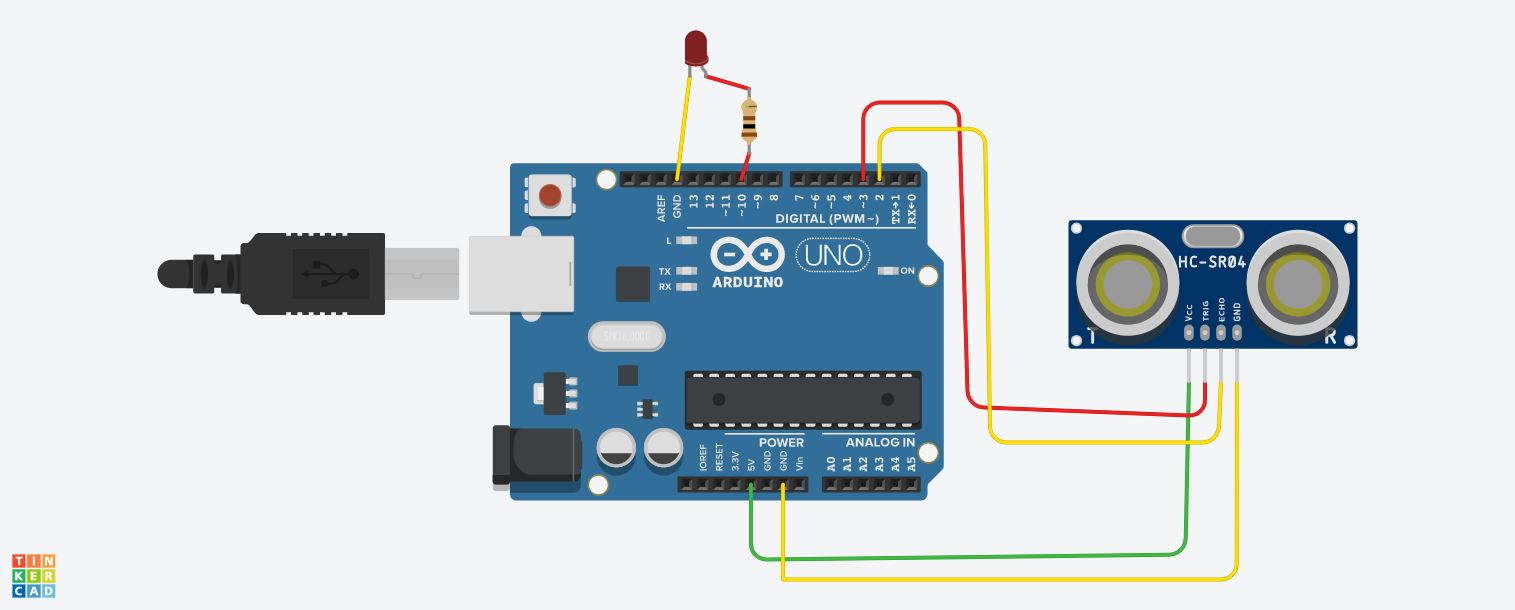 AREF
GND
13
12
~11
~10
~9
8
7
~6
~5
4
~3
2
TX→1
RX←0
DIGITAL (PWM ~)
L
TX
RX
ARDUINO
UNO
ON
HC-SR04
Vcc
TRIG
ECHO
GND
T
R
POWER
ANALOG IN
IOREF
RESET
3.3V
5V
GND
GND
Vin
A0
A1
A2
A3
A4
A5
TIN
KER
CAD